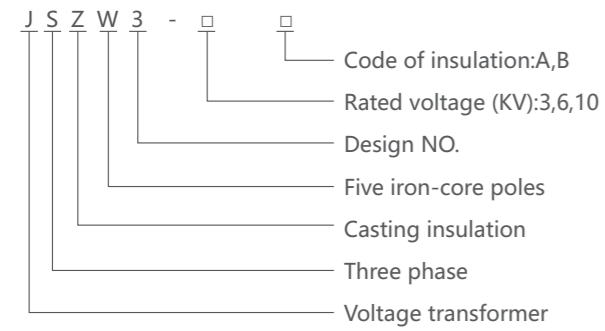 J S Z W 3 - □ □
Code of insulation:A,B
Rated voltage (KV):3,6,10
Design NO.
Five iron-core poles
Casting insulation
Three phase
Voltage transformer